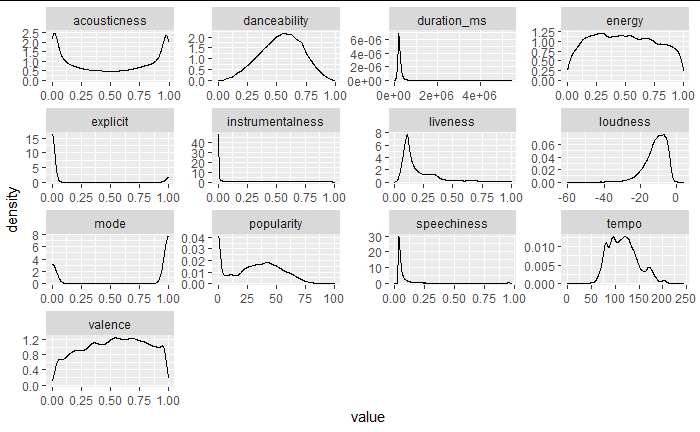 acousticness danceability duration_ms energy
2.5 2.0 1.5 1.0 0.5 0.0
2.0 1.5 1.0 0.5 0.0
6e-06 3e-06 0e+00
1.25 1.00 0.75 0.50 0.25 0.00
0.00 0.25 0.50 0.75 1.00 0.00 0.25 0.50 0.75 1.00 0e+00 2e+06 4e+06 0.00 0.25 0.50 0.75 1.00
explicit instrumentalness liveness loudness
15 10 5 0
40 30 20 10 0
8 6 4 2 0
0.06 0.04 0.02 0.00
0.00 0.25 0.50 0.75 1.00 0.00 0.25 0.50 0.75 1.00 0.00 0.25 0.50 0.75 1.00 -60 -40 -20 0
mode popularity speechiness tempo
8 6 4 2 0
0.04 0.03 0.02 0.01 0.00
30 20 10 0
0.010 0.005 0.000
0.00 0.25 0.50 0.75 1.00 0 25 50 75 100 0.00 0.25 0.50 0.75 1.00 0 50 100 150 200 250
valence
1.2 0.8 0.4 0.0
0.00 0.25 0.50 0.75 1.00
density
value